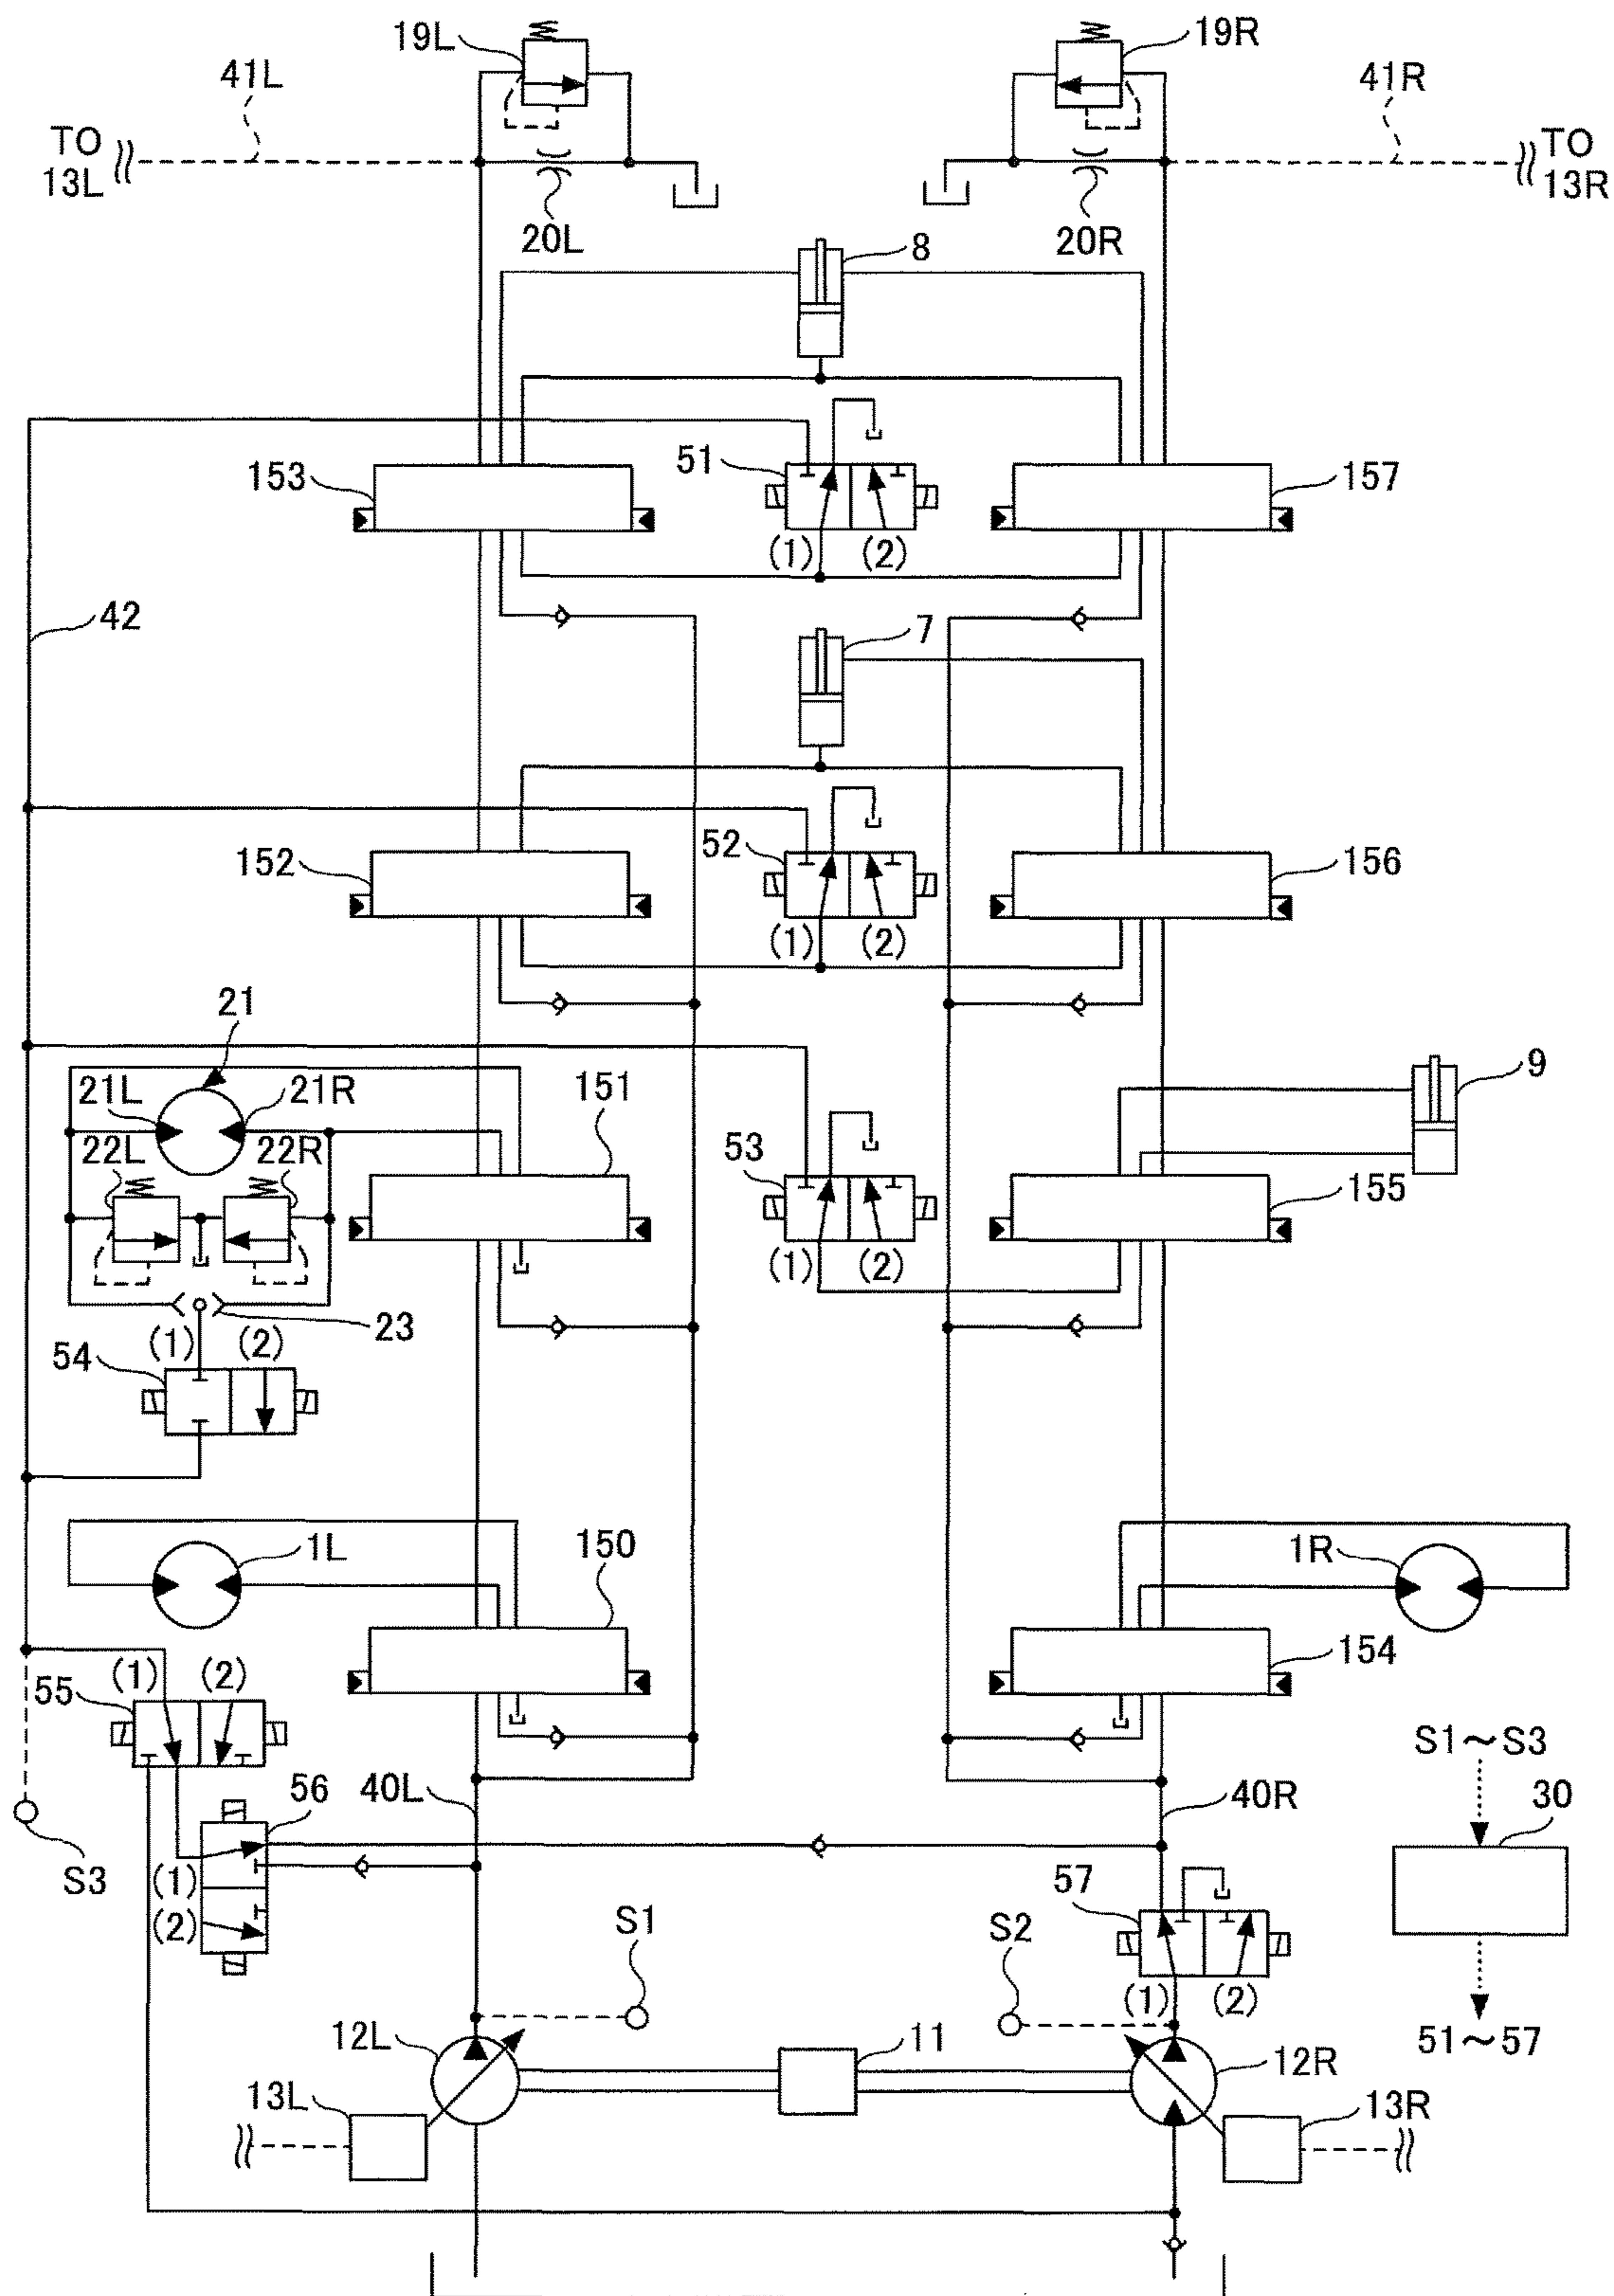 19L
19R
41L
41R
TO
13L
TO
13R
20L
20R
8
153
51
157
(1)
(2)
42
7
152
52
156
(1)
(2)
21
9
21L
21R
151
22L
22R
53
155
(1)
(2)
23
(1)
(2)
54
1L
150
1R
154
(1)
(2)
55
S1~S3
56
40L
40R
30
S3
(1)
(2)
57
S1
S2
(1)
(2)
51~57
12L
11
12R
13L
13R